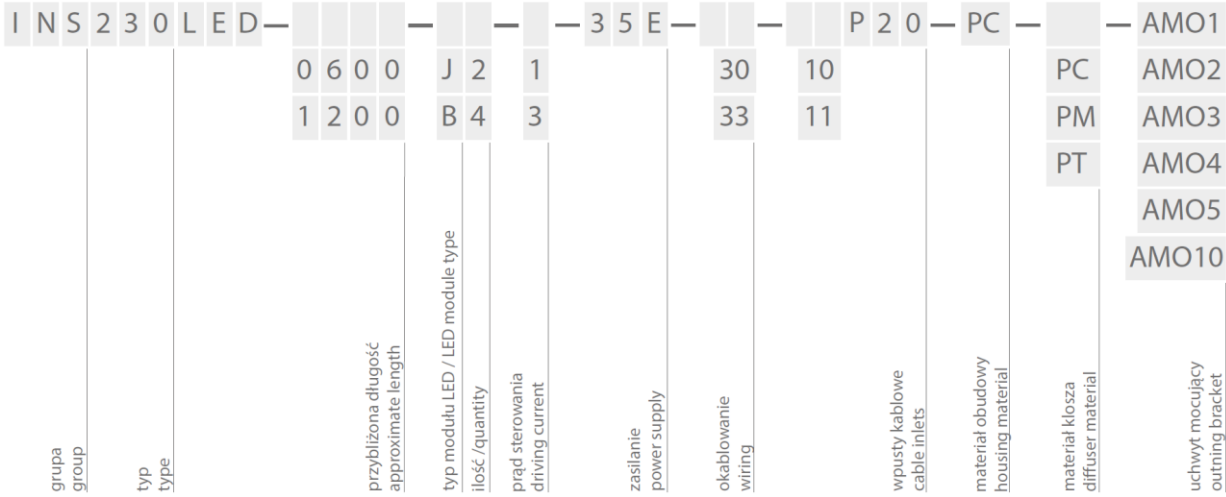 INS230LED— — — —35E— — P20—PC— —AMO1
0600 J2 1 30 10 PC AMO2
1200 B4 3 33 11 PM AMO3
PT AMO4
AMO5
AMO10
grupa
group
typ
type
przybliżona długość
approximate length
typ modułu LED / LED module type
ilość /quantity
prąd sterowania
driving current
zasilanie
power supply
okablowanie
wiring
wpusty kablowe
cable inlets
materiał obudowy
housing material
materiał klosza
diffuser material
uchwyt mocujący
outning bracket